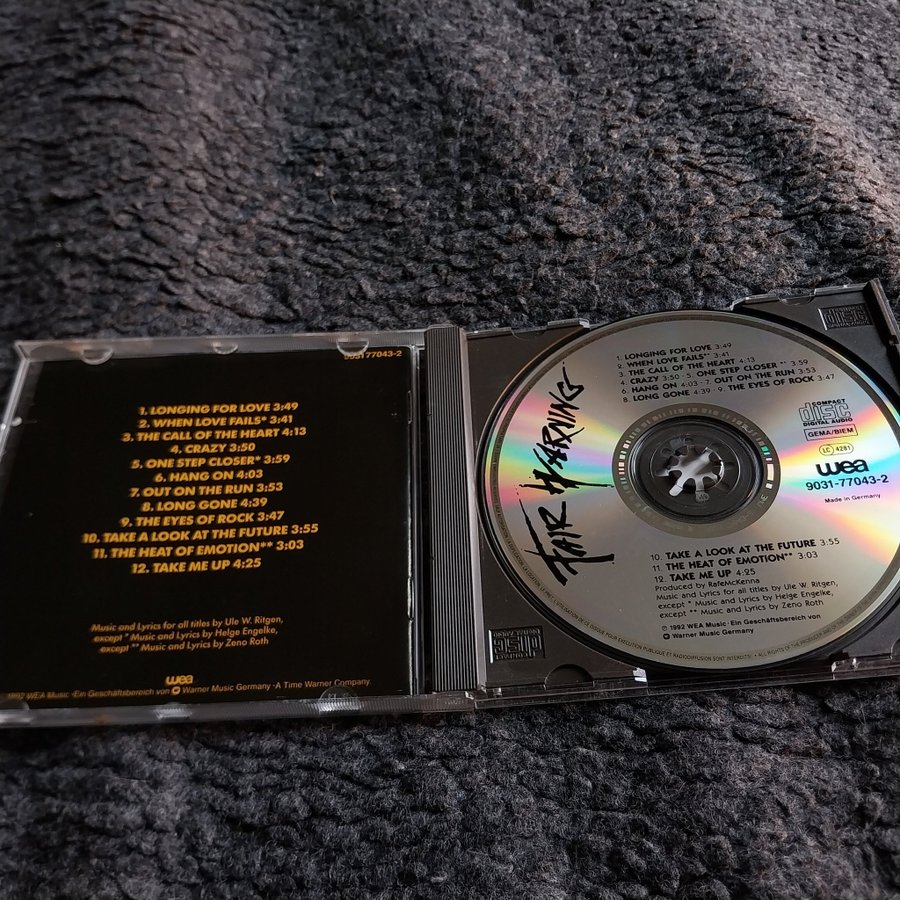 9031 77043-2
1. LONGING FOR LOVE 3:49
2. WHEN LOVE FAILS* 3:41
3. THE CALL OF THE HEART 4:13
4. CRAZY 3:50
5. ONE STEP CLOSER* 3:59
6. HANG ON 4:03
7. OUT ON THE RUN 3:53
8. LONG GONE 4:39
9. THE EYES OF ROCK 3:47
10. TAKE A LOOK AT THE FUTURE 3:55
11. THE HEAT OF EMOTION** 3:03
12. TAKE ME UP 4:25
Music and Lyrics for all titles by Ule W. Ritgen,
except * Music and Lyrics by Helge Engelke,
except ** Music and Lyrics by Zeno Roth
wea
1992 WEA Music · Ein Geschäftsbereich von Warner Music Germany · A Time Warner Company.
FAIR WARNING
1. LONGING FOR LOVE 3:49
2. WHEN LOVE FAILS* 3:41
3. THE CALL OF THE HEART 4:13
4. CRAZY 3:50 · 5. ONE STEP CLOSER* 3:59
6. HANG ON 4:03 · 7. OUT ON THE RUN 3:53
8. LONG GONE 4:39 · 9. THE EYES OF ROCK 3:47
COMPACT
disc
DIGITAL AUDIO
GEMA/BIEM
LC 4281
wea
9031-77043-2
Made in Germany
10. TAKE A LOOK AT THE FUTURE 3:55
11. THE HEAT OF EMOTION** 3:03
12. TAKE ME UP 4:25
Produced by RafeMcKenna
Music and Lyrics for all titles by Ule W. Ritgen,
except * Music and Lyrics by Helge Engelke,
except ** Music and Lyrics by Zeno Roth
℗ 1992 WEA Music · Ein Geschäftsbereich von
Warner Music Germany
COMPACT
disc
DIGITAL AUDIO